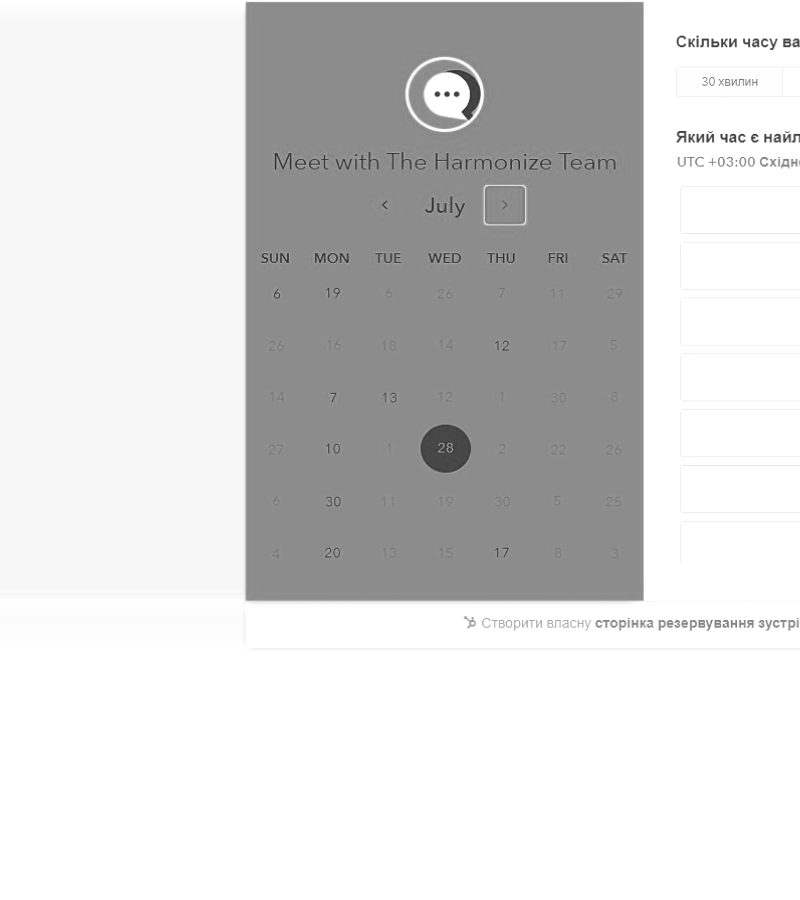 Meet with The Harmonize Team
July
SUN MON TUE WED THU FRI SAT
6 19 6 26 7 11 29
26 16 18 14 12 17 5
14 7 13 12 1 30 8
27 10 1 28 2 22 26
6 30 11 19 30 5 25
4 20 13 15 17 8 3
Скільки часу ва
30 хвилин
Який час є найл
UTC +03:00 Східн
Створити власну сторінка резервування зустрі